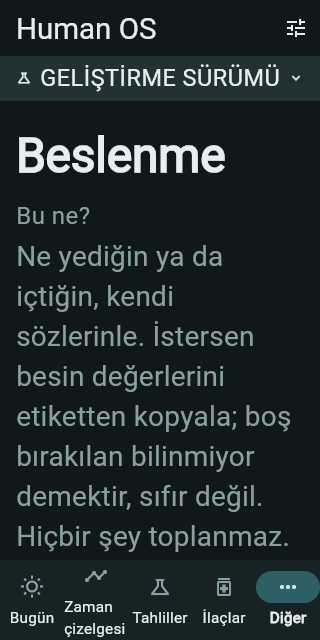 Human OS
GELİŞTİRME SÜRÜMÜ
Beslenme
Bu ne?
Ne yediğin ya da
içtiğin, kendi
sözlerinle. İstersen
besin değerlerini
etiketten kopyala; boş
bırakılan bilinmiyor
demektir, sıfır değil.
Hiçbir şey toplanmaz.
Bugün
Zaman
çizelgesi
Tahliller
İlaçlar
Diğer